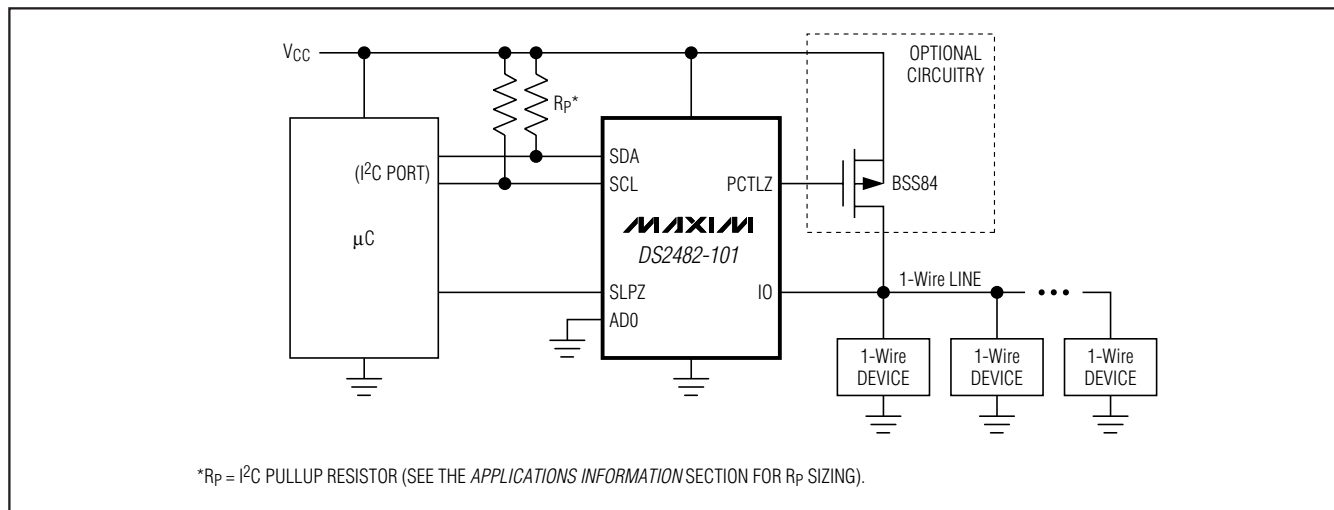 VCC
OPTIONAL
CIRCUITRY
RP*
(I²C PORT)
µC
SDA
SCL
PCTLZ
BSS84
MAXIM
DS2482-101
SLPZ
AD0
IO
1-Wire LINE
•••
1-Wire
DEVICE
1-Wire
DEVICE
1-Wire
DEVICE
*RP = I²C PULLUP RESISTOR (SEE THE APPLICATIONS INFORMATION SECTION FOR RP SIZING).